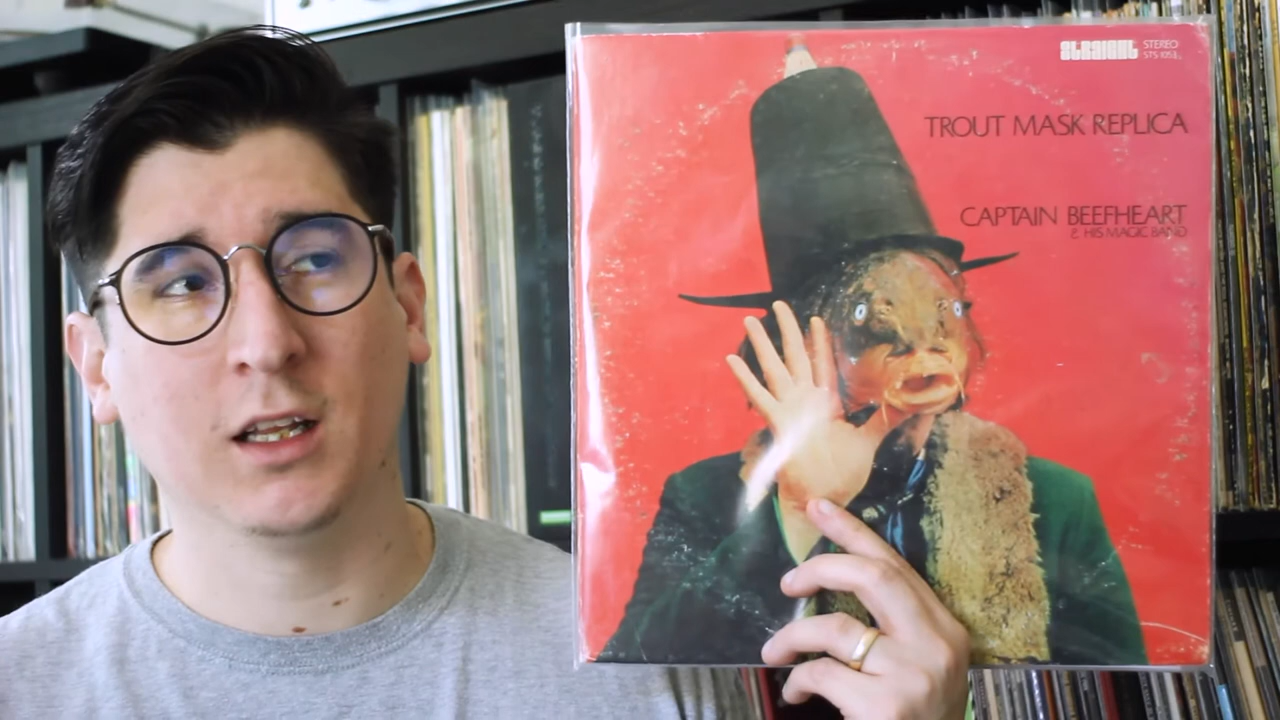 STRAIGHT STEREO
STS 1053
TROUT MASK REPLICA
CAPTAIN BEEFHEART
& HIS MAGIC BAND